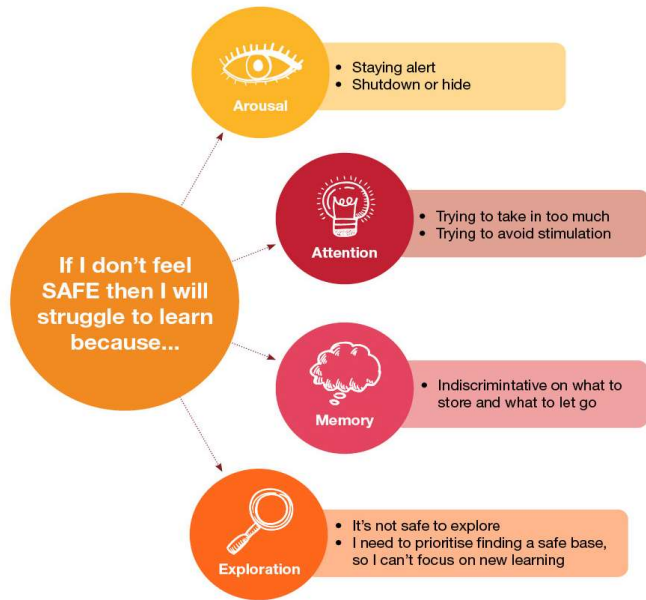 If I don't feel
SAFE then I will
struggle to learn
because...
Arousal
• Staying alert
• Shutdown or hide
Attention
• Trying to take in too much
• Trying to avoid stimulation
Memory
• Indiscrimintative on what to
store and what to let go
Exploration
• It's not safe to explore
• I need to prioritise finding a safe base,
so I can't focus on new learning